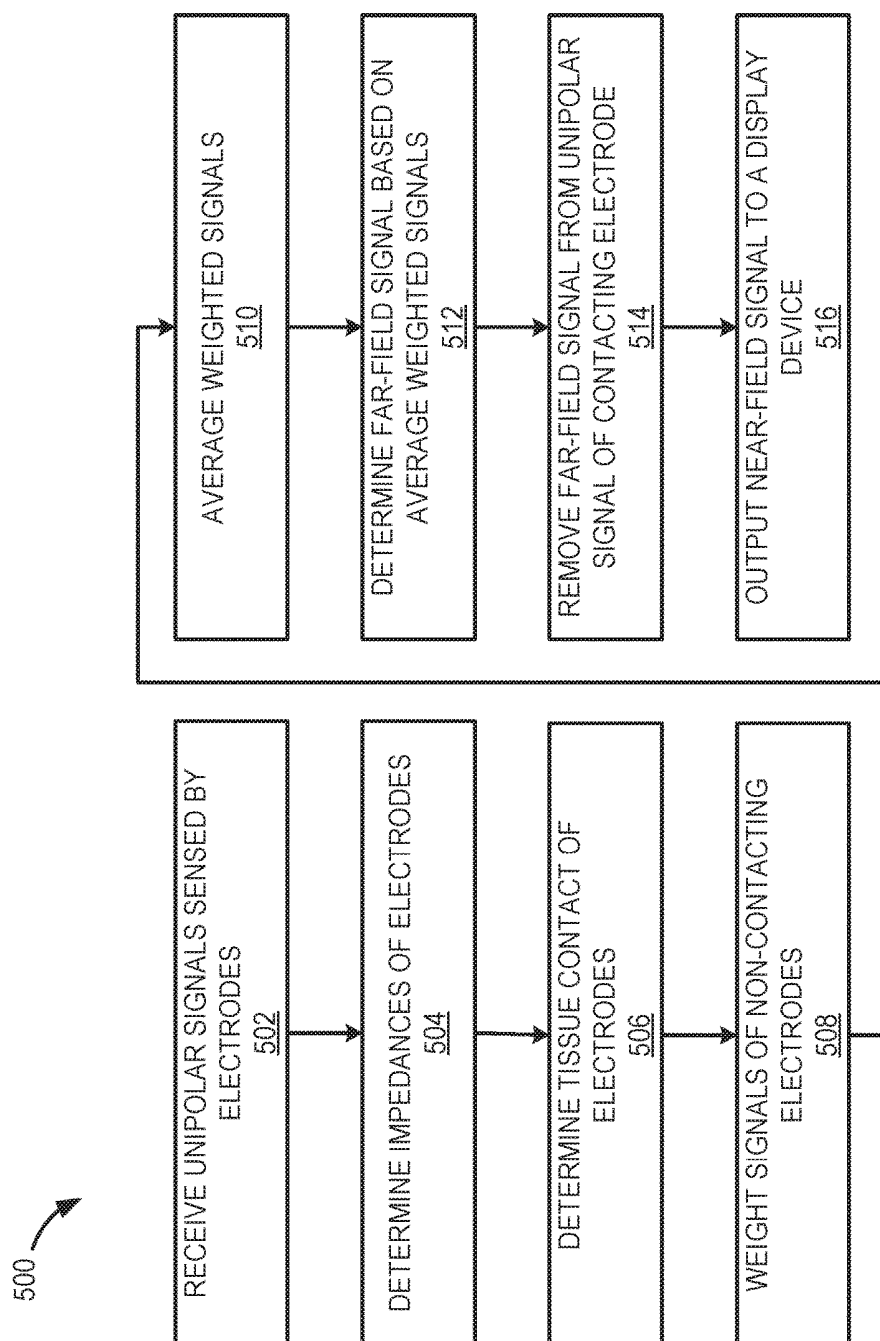 500
RECEIVE UNIPOLAR SIGNALS SENSED BY
ELECTRODES
502
DETERMINE IMPEDANCES OF ELECTRODES
504
DETERMINE TISSUE CONTACT OF
ELECTRODES
506
WEIGHT SIGNALS OF NON-CONTACTING
ELECTRODES
508
AVERAGE WEIGHTED SIGNALS
510
DETERMINE FAR-FIELD SIGNAL BASED ON
AVERAGE WEIGHTED SIGNALS
512
REMOVE FAR-FIELD SIGNAL FROM UNIPOLAR
SIGNAL OF CONTACTING ELECTRODE
514
OUTPUT NEAR-FIELD SIGNAL TO A DISPLAY
DEVICE
516